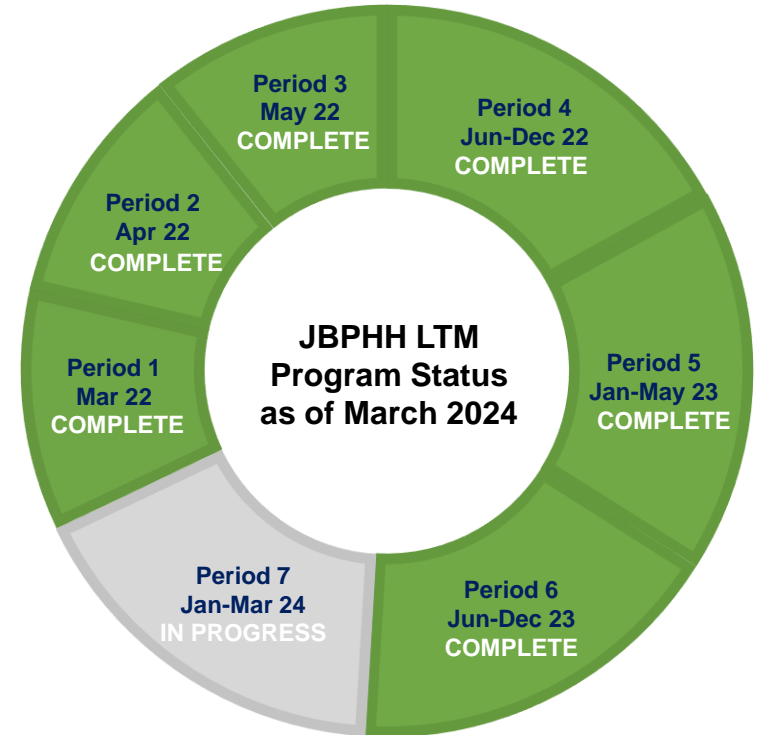 JBPHH LTM
Program Status
as of March 2024
Period 1
Mar 22
COMPLETE
Period 2
Apr 22
COMPLETE
Period 3
May 22
COMPLETE
Period 4
Jun-Dec 22
COMPLETE
Period 5
Jan-May 23
COMPLETE
Period 6
Jun-Dec 23
COMPLETE
Period 7
Jan-Mar 24
IN PROGRESS